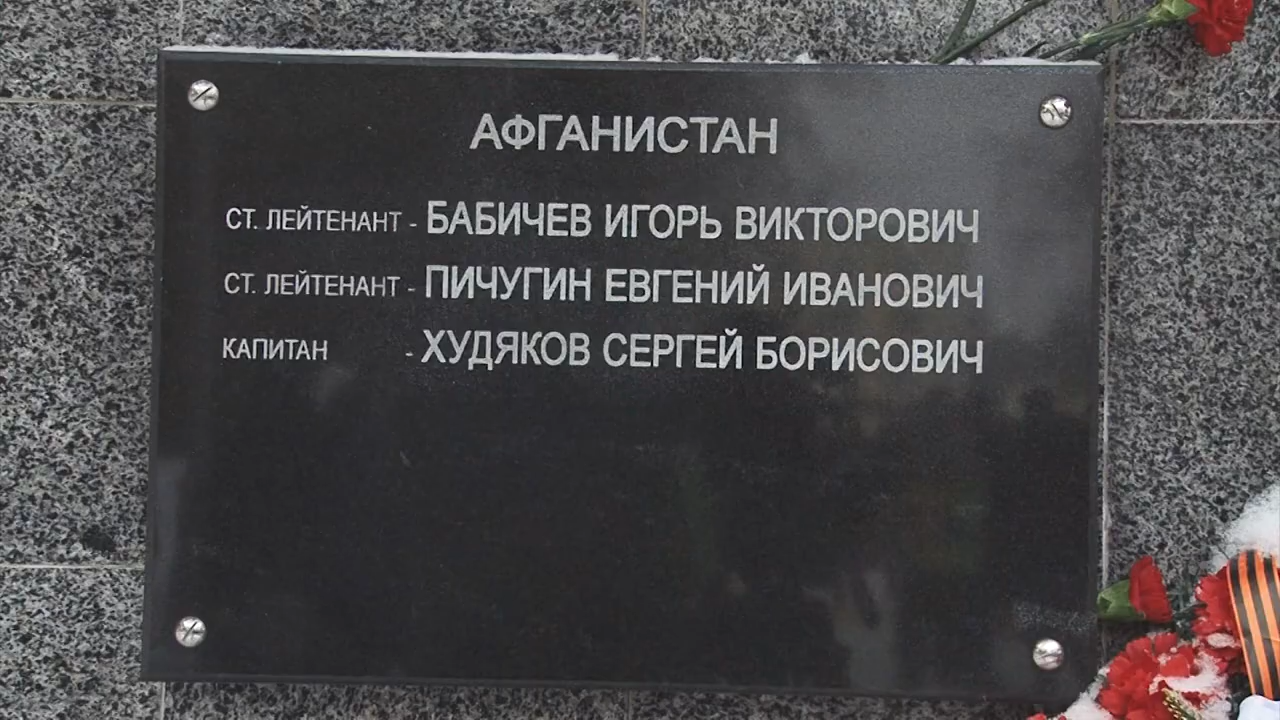 АФГАНИСТАН
СТ. ЛЕЙТЕНАНТ - БАБИЧЕВ ИГОРЬ ВИКТОРОВИЧ
СТ. ЛЕЙТЕНАНТ - ПИЧУГИН ЕВГЕНИЙ ИВАНОВИЧ
КАПИТАН - ХУДЯКОВ СЕРГЕЙ БОРИСОВИЧ